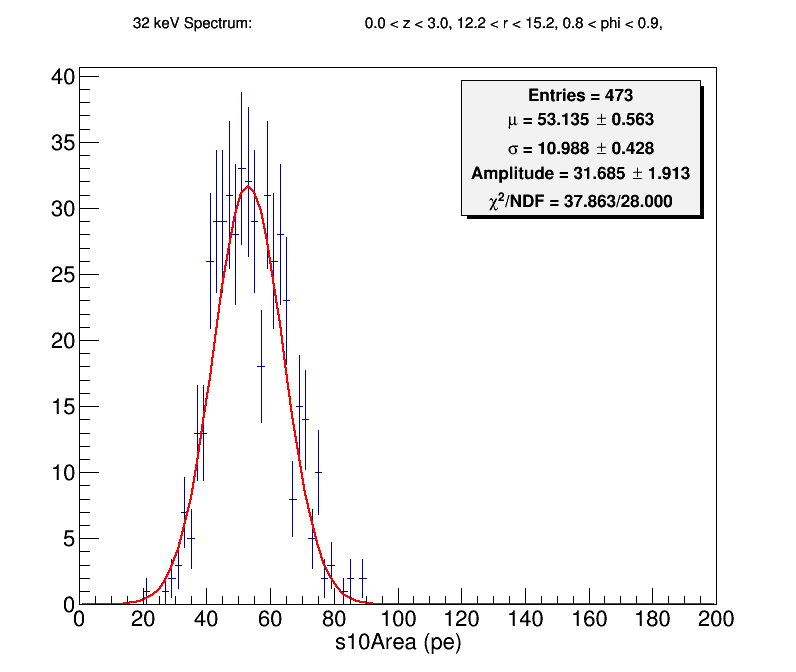 32 keV Spectrum: 0.0 < z < 3.0, 12.2 < r < 15.2, 0.8 < phi < 0.9,
Entries = 473
μ = 53.135 ± 0.563
σ = 10.988 ± 0.428
Amplitude = 31.685 ± 1.913
χ²/NDF = 37.863/28.000
40
35
30
25
20
15
10
5
0
0 20 40 60 80 100 120 140 160 180 200
s10Area (pe)